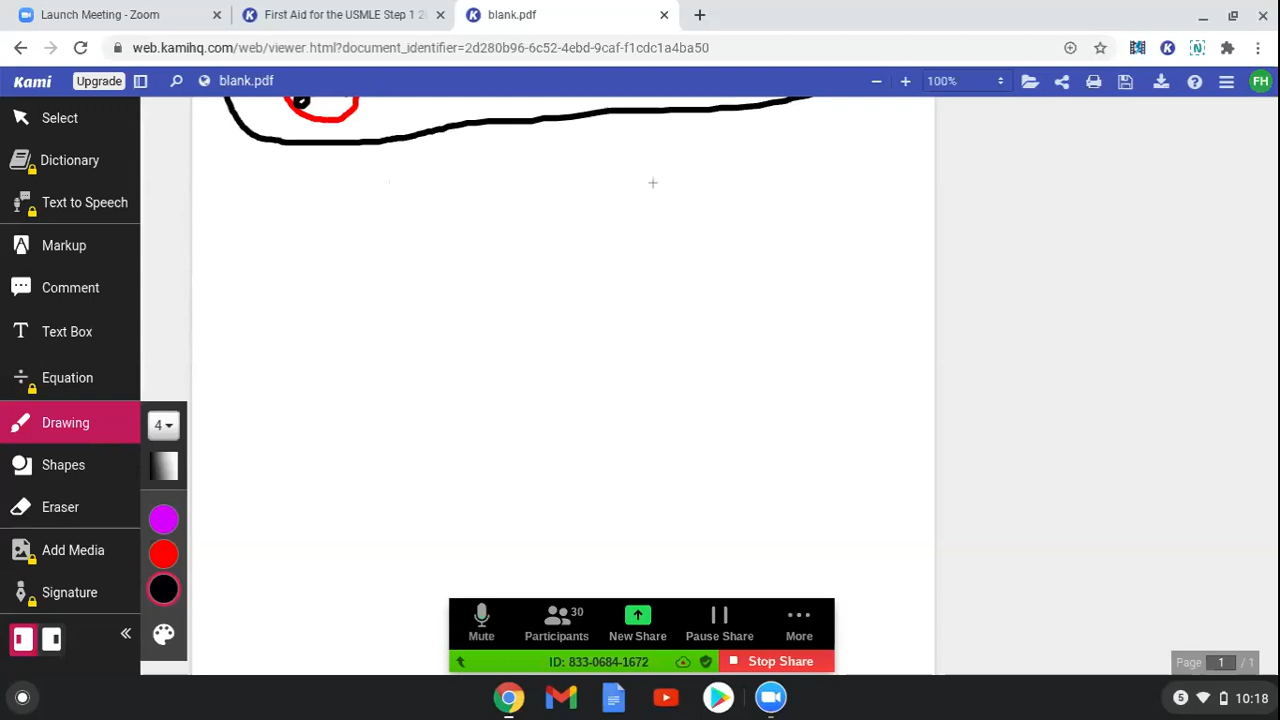 Launch Meeting - Zoom
First Aid for the USMLE Step 1 2
blank.pdf
web.kamihq.com/web/viewer.html?document_identifier=2d280b96-6c52-4ebd-9caf-f1cdc1a4ba50
Kami
Upgrade
blank.pdf
100%
FH
Select
Dictionary
Text to Speech
Markup
Comment
Text Box
Equation
Drawing
4
Shapes
Eraser
Add Media
Signature
30
Mute
Participants
New Share
Pause Share
More
ID: 833-0684-1672
Stop Share
Page 1 / 1
5
10:18